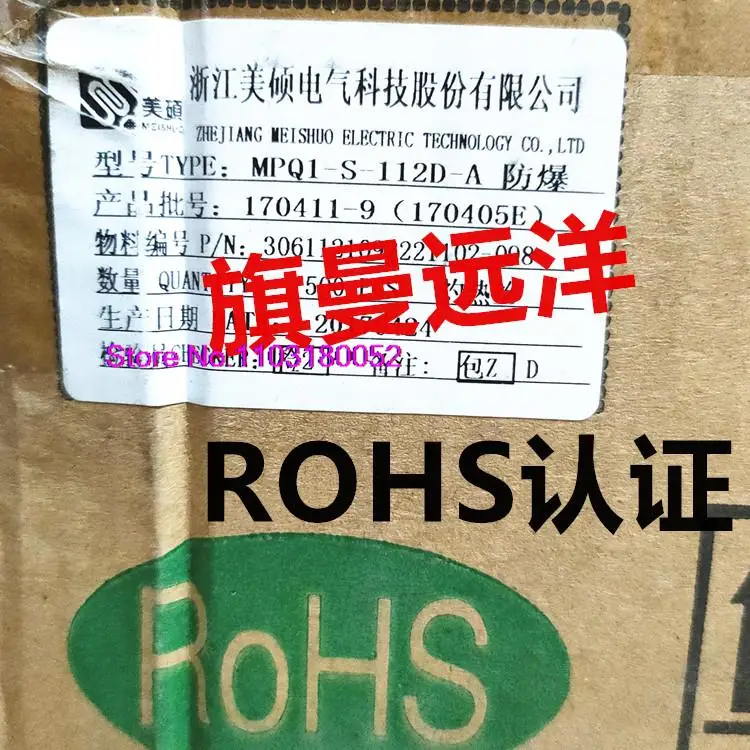 美硕
MEISHUO
浙江美硕电气科技股份有限公司
ZHEJIANG MEISHUO ELECTRIC TECHNOLOGY CO.,LTD
型号TYPE: MPQ1-S-112D-A 防爆
产品批号: 170411-9 (170405E)
物料编号 P/N:
数量
生产日期
旗曼远洋
Store No: 1103180052
备注: 包Z D
ROHS认证
RoHS